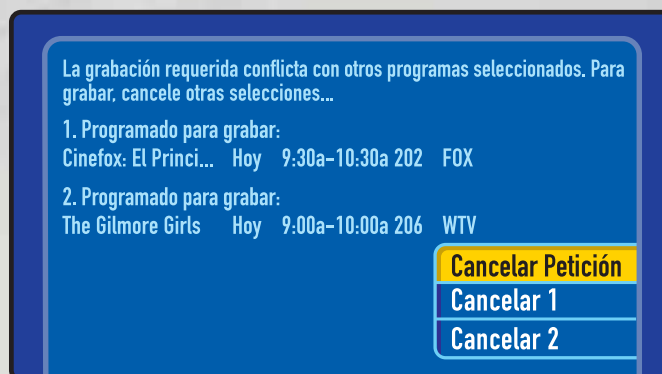 La grabación requerida conflicta con otros programas seleccionados. Para
grabar, cancele otras selecciones...
1. Programado para grabar:
Cinefox: El Princi... Hoy 9:30a-10:30a 202 FOX
2. Programado para grabar:
The Gilmore Girls Hoy 9:00a-10:00a 206 WTV
Cancelar Petición
Cancelar 1
Cancelar 2